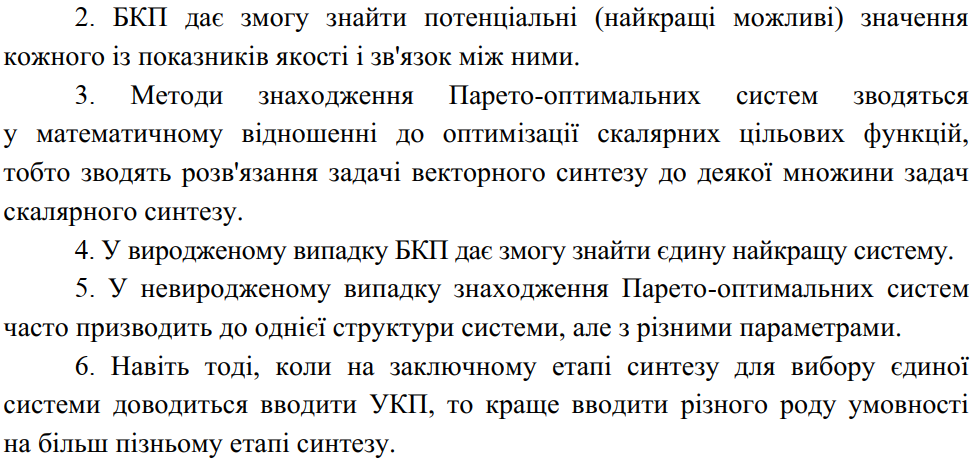 2. БКП дає змогу знайти потенціальні (найкращі можливі) значення
кожного із показників якості і зв'язок між ними.
3. Методи знаходження Парето-оптимальних систем зводяться
у математичному відношенні до оптимізації скалярних цільових функцій,
тобто зводять розв'язання задачі векторного синтезу до деякої множини задач
скалярного синтезу.
4. У виродженому випадку БКП дає змогу знайти єдину найкращу систему.
5. У невиродженому випадку знаходження Парето-оптимальних систем
часто призводить до однієї структури системи, але з різними параметрами.
6. Навіть тоді, коли на заключному етапі синтезу для вибору єдиної
системи доводиться вводити УКП, то краще вводити різного роду умовності
на більш пізньому етапі синтезу.